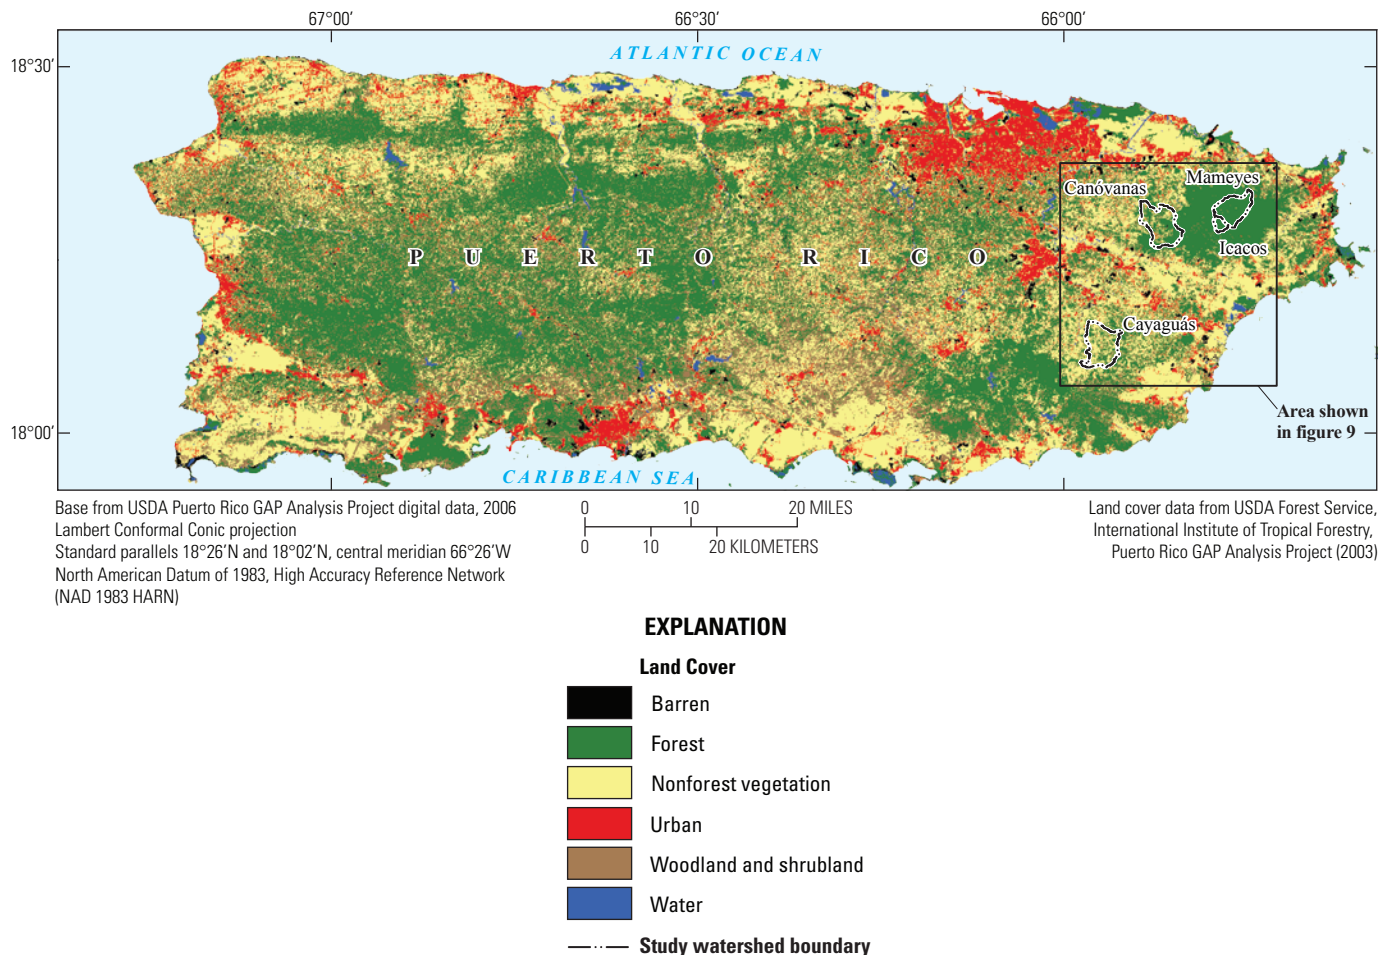 67°00′ 66°30′ 66°00′
18°30′
ATLANTIC OCEAN
Canóvanas
Mameyes
Icacos
PUERTO RICO
Cayaguás
Area shown
in figure 9
18°00′
CARIBBEAN SEA
Base from USDA Puerto Rico GAP Analysis Project digital data, 2006
Lambert Conformal Conic projection
Standard parallels 18°26′N and 18°02′N, central meridian 66°26′W
North American Datum of 1983, High Accuracy Reference Network
(NAD 1983 HARN)
0 10 20 MILES
0 10 20 KILOMETERS
Land cover data from USDA Forest Service,
International Institute of Tropical Forestry,
Puerto Rico GAP Analysis Project (2003)
EXPLANATION
Land Cover
Barren
Forest
Nonforest vegetation
Urban
Woodland and shrubland
Water
Study watershed boundary